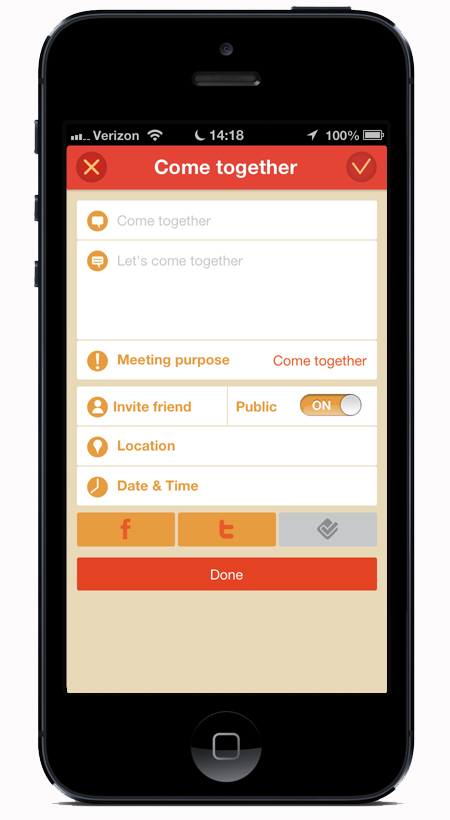 Verizon 14:18 100%
Come together
Come together
Let's come together
Meeting purpose Come together
Invite friend Public ON
Location
Date & Time
f t
Done